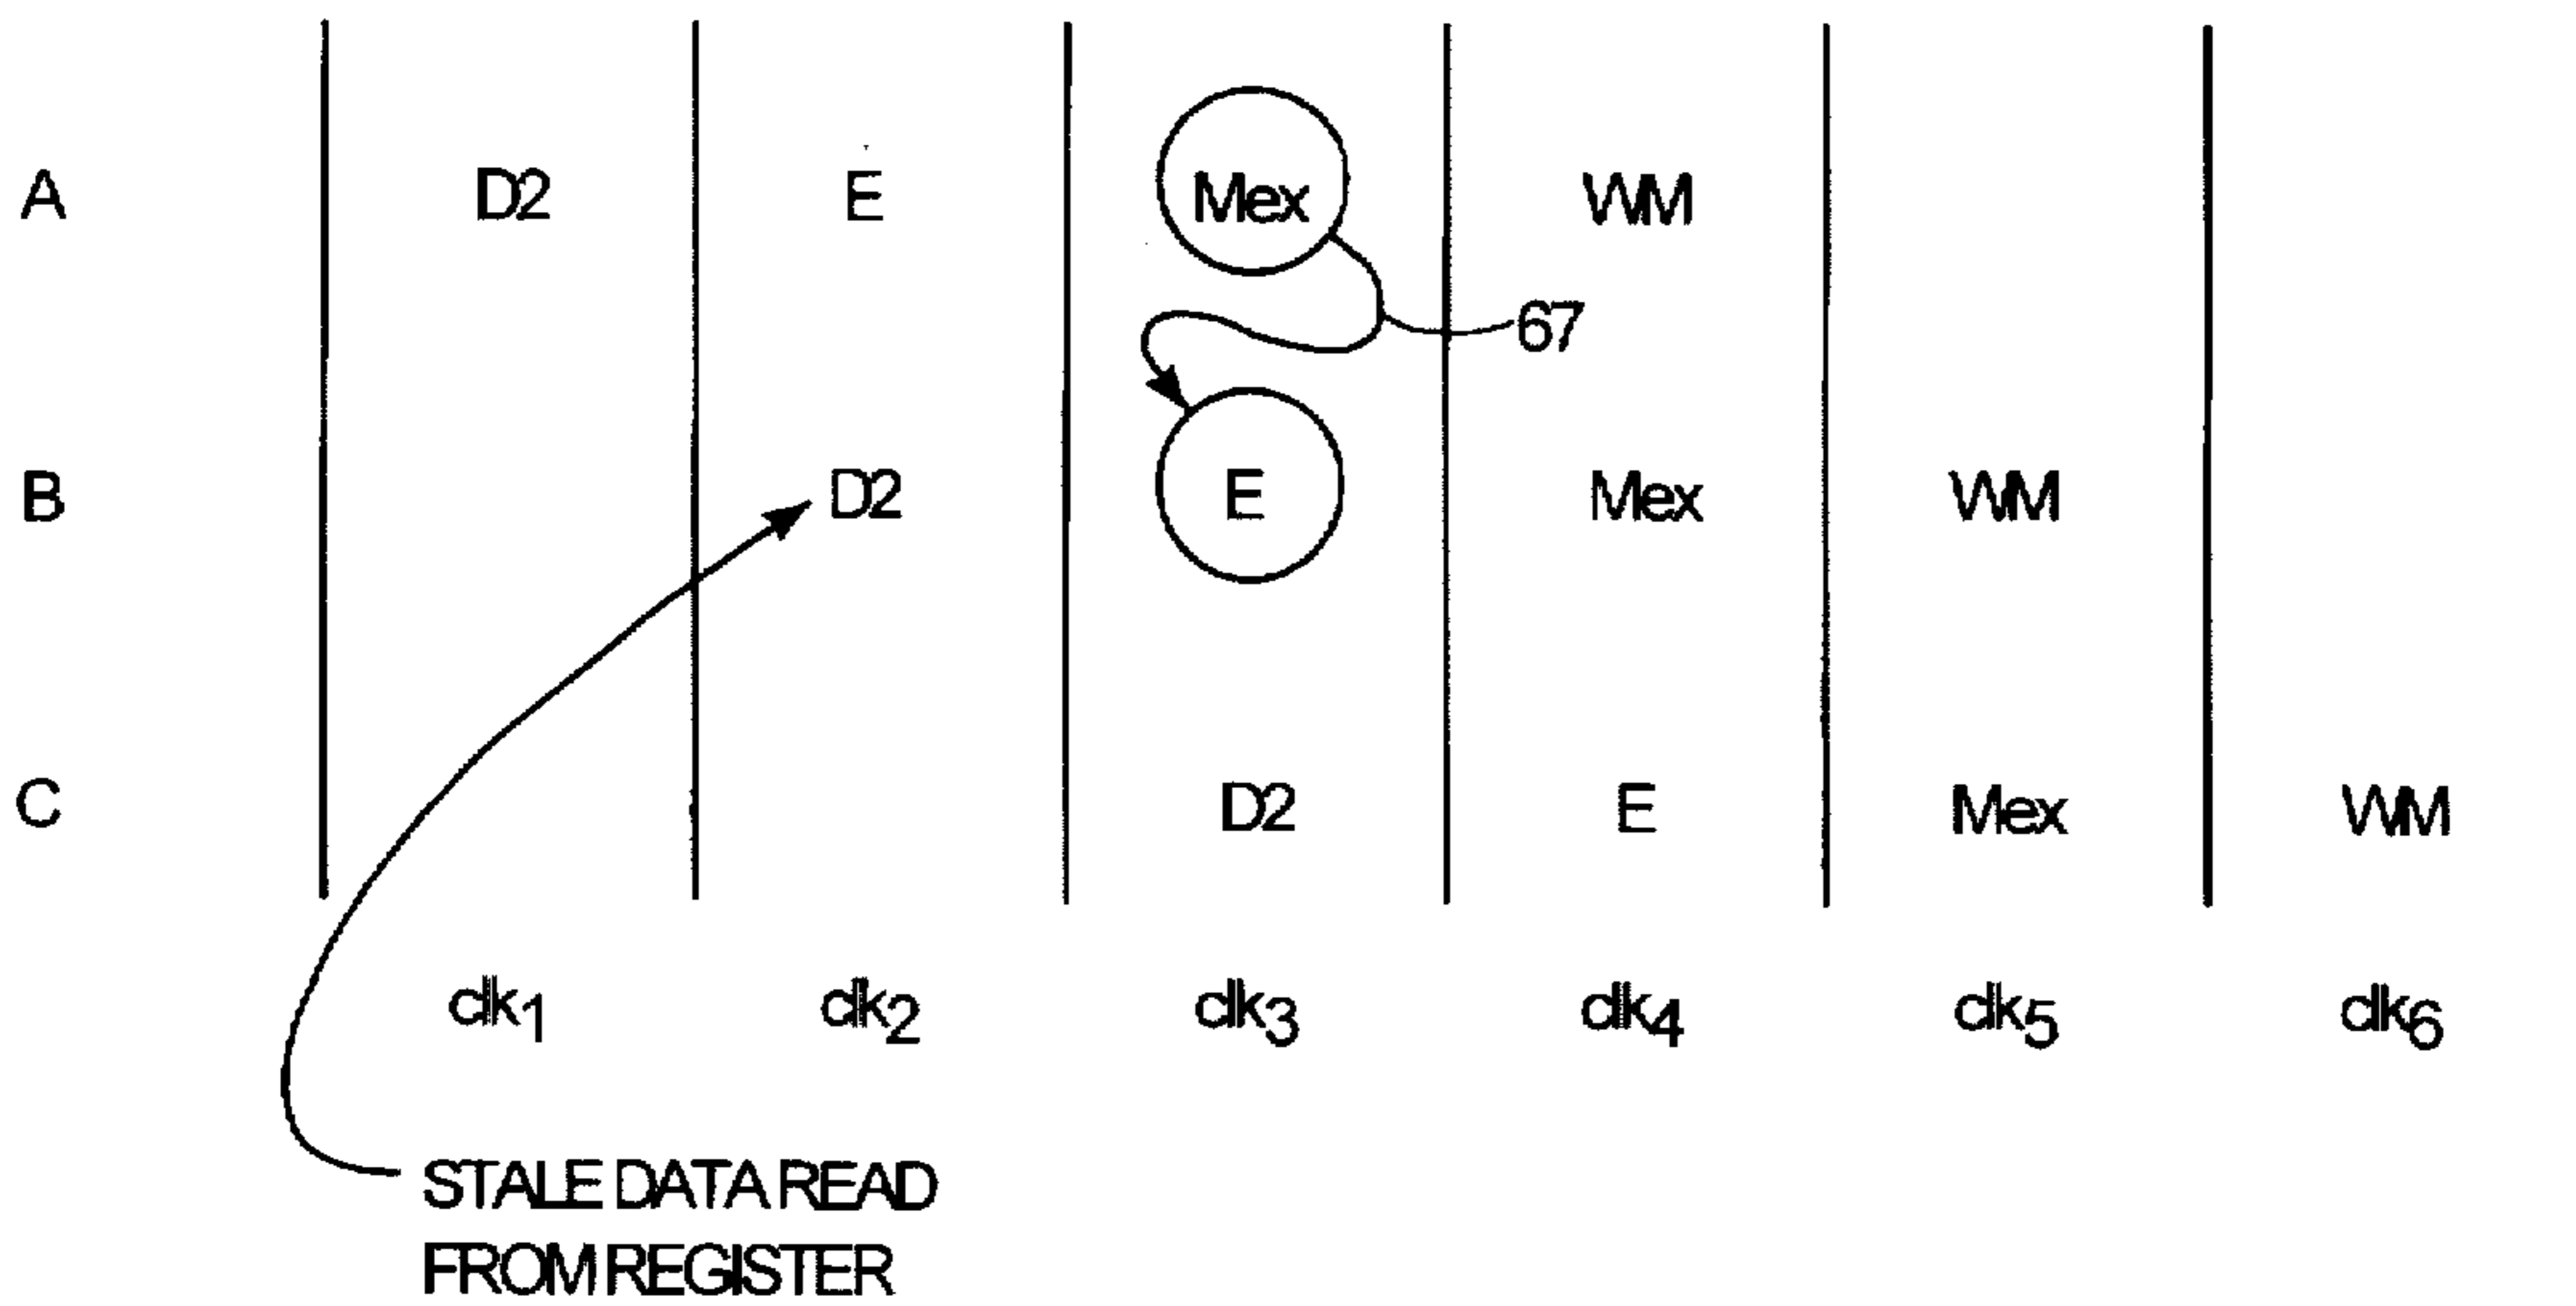 A D2 E Mex WM
67
B D2 E Mex WM
C D2 E Mex WM
clk1 clk2 clk3 clk4 clk5 clk6
STALE DATA READ
FROM REGISTER